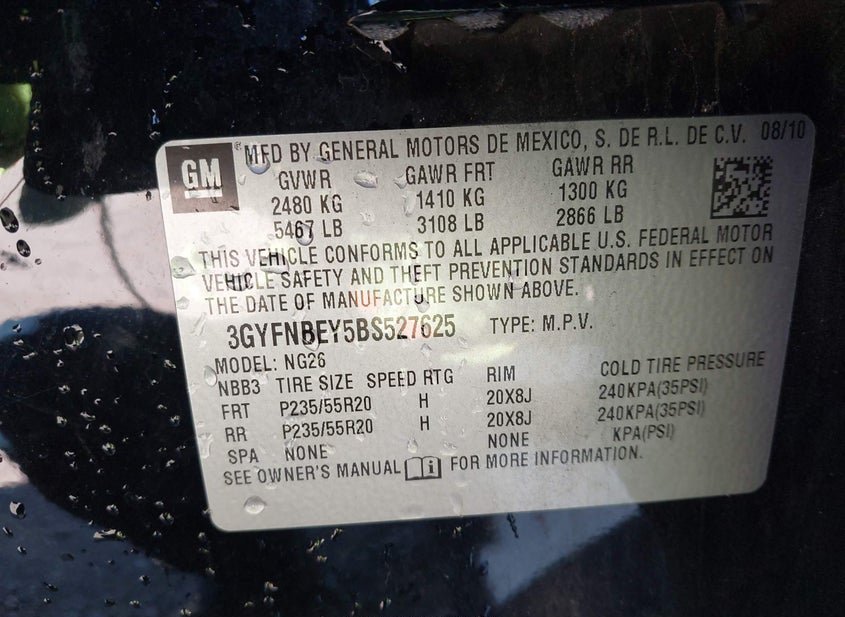 GM
® MFD BY GENERAL MOTORS DE MEXICO, S. DE R.L. DE C.V. 08/10
GVWR GAWR FRT GAWR RR
2480 KG 1410 KG 1300 KG
5467 LB 3108 LB 2866 LB
THIS VEHICLE CONFORMS TO ALL APPLICABLE U.S. FEDERAL MOTOR
VEHICLE SAFETY AND THEFT PREVENTION STANDARDS IN EFFECT ON
THE DATE OF MANUFACTURE SHOWN ABOVE.
3GYFNBEY5BS527625 TYPE: M.P.V.
MODEL: NG26
NBB3 TIRE SIZE SPEED RTG RIM COLD TIRE PRESSURE
FRT P235/55R20 H 20X8J 240KPA(35PSI)
RR P235/55R20 H 20X8J 240KPA(35PSI)
SPA NONE NONE KPA(PSI)
SEE OWNER'S MANUAL FOR MORE INFORMATION.